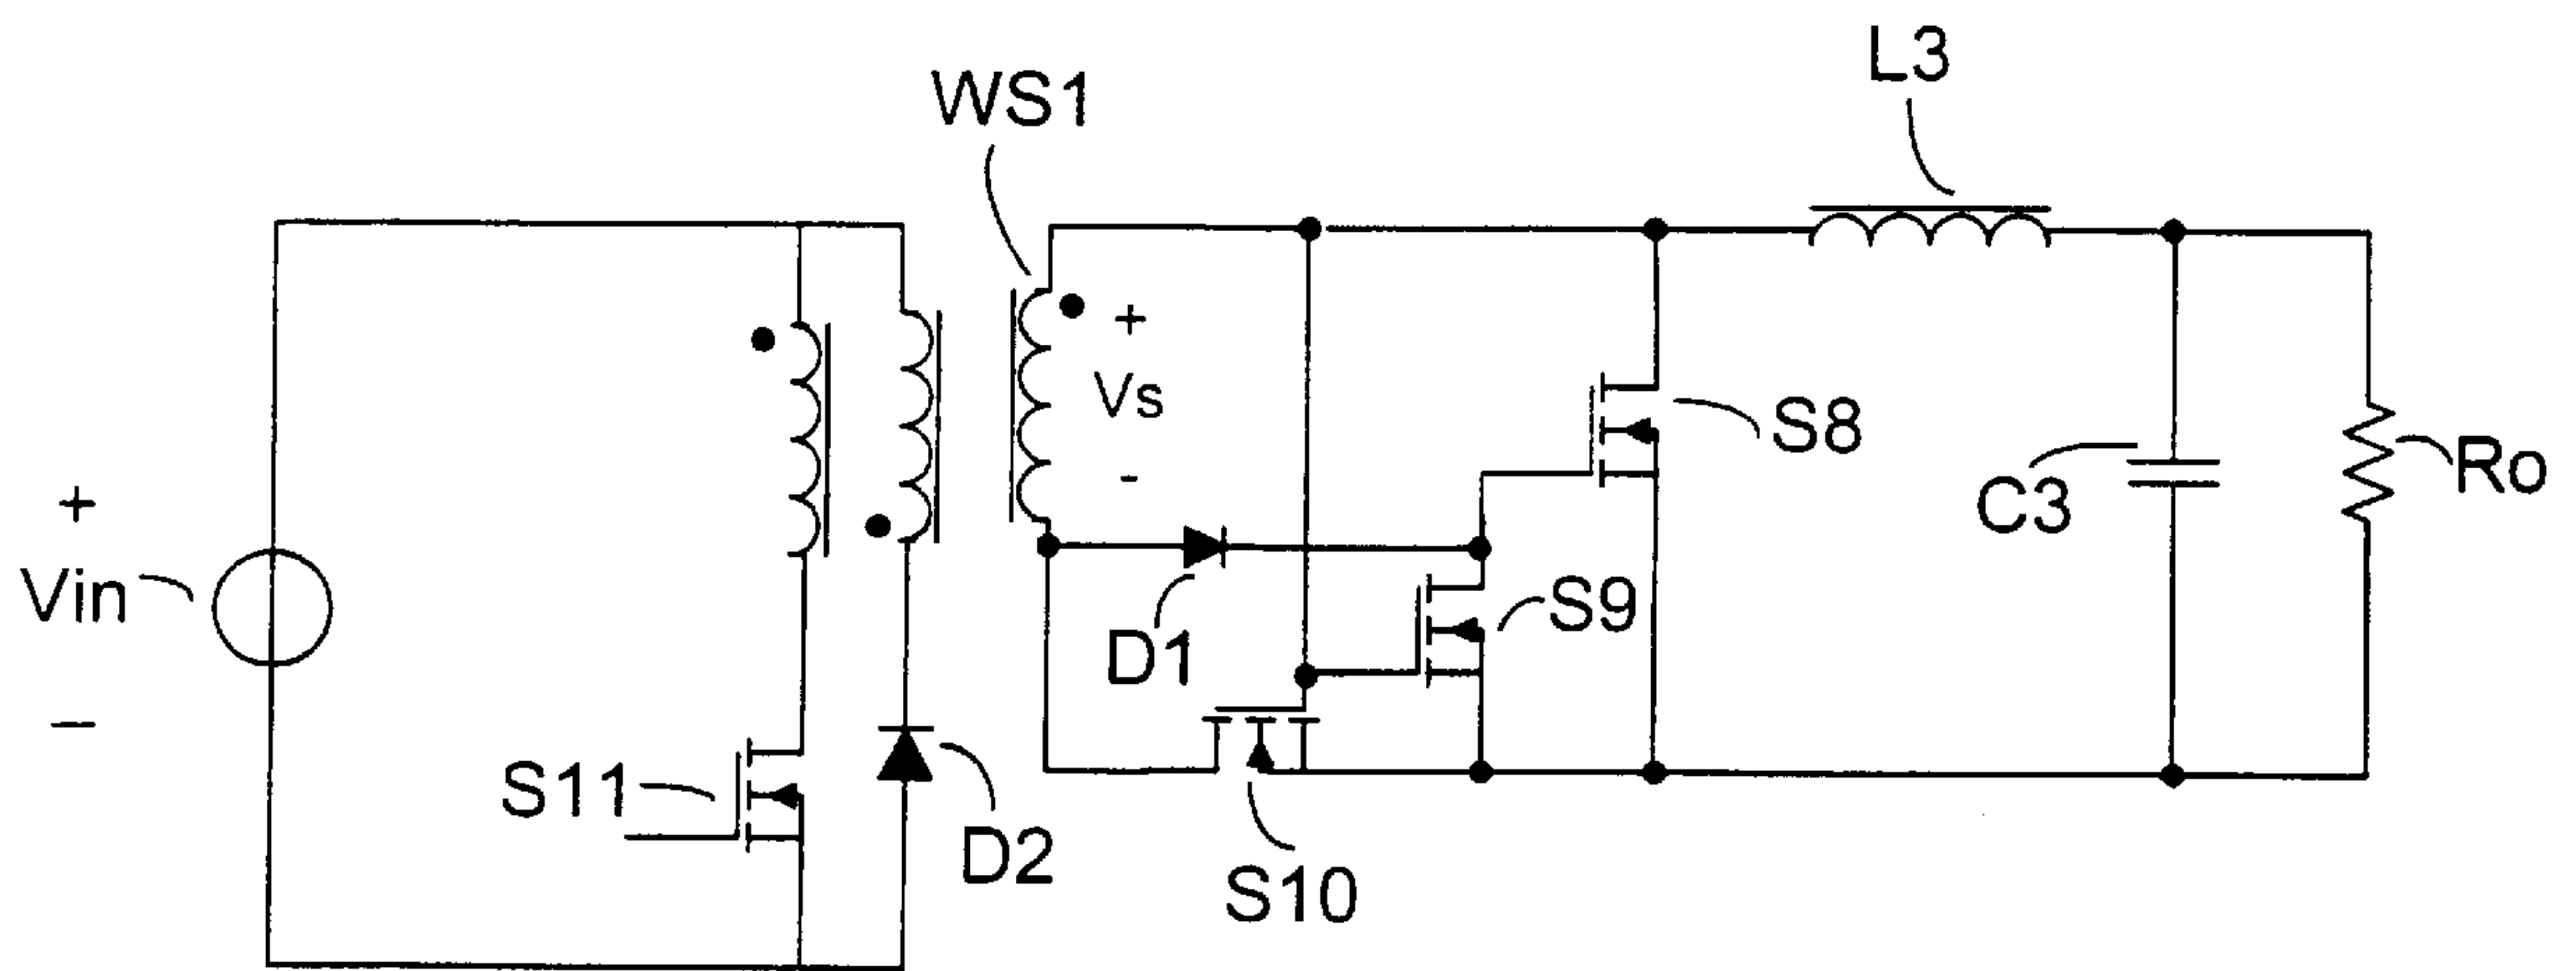 L3
WS1
+
Vs
-
S8
C3
Ro
+
Vin
–
D1
S9
S11
D2
S10